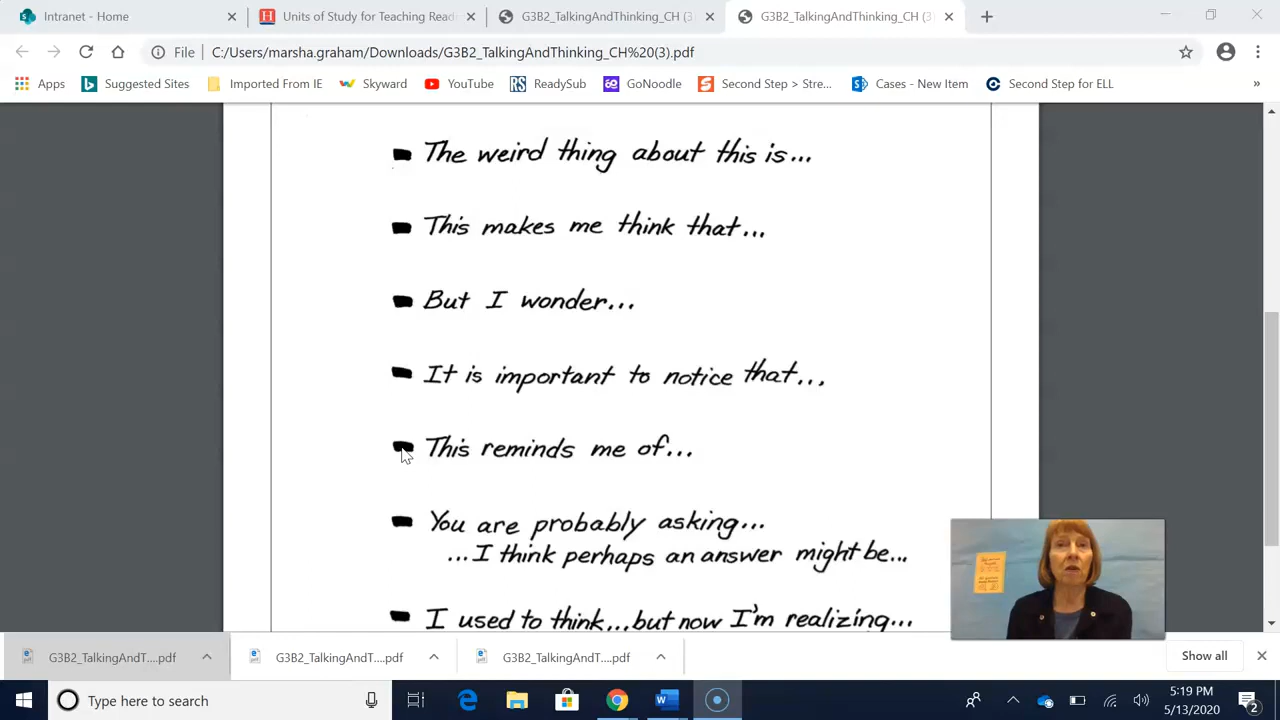 Intranet - Home
Units of Study for Teaching Readi
G3B2_TalkingAndThinking_CH (3)
G3B2_TalkingAndThinking_CH (3).
File
C:/Users/marsha.graham/Downloads/G3B2_TalkingAndThinking_CH%20(3).pdf
Apps
Suggested Sites
Imported From IE
Skyward
YouTube
ReadySub
GoNoodle
Second Step > Stre...
Cases - New Item
Second Step for ELL
The weird thing about this is...
This makes me think that...
But I wonder...
It is important to notice that...
This reminds me of...
You are probably asking...
...I think perhaps an answer might be...
I used to think...but now I'm realizing...
G3B2_TalkingAndT....pdf
G3B2_TalkingAndT....pdf
G3B2_TalkingAndT....pdf
Show all
Type here to search
5:19 PM
5/13/2020
2